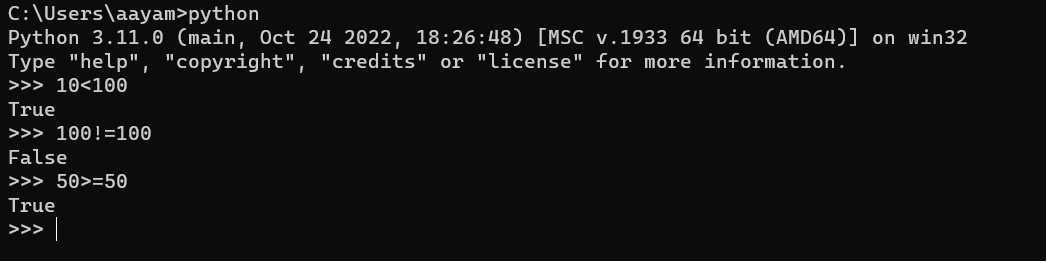 C:\Users\aayam>python
Python 3.11.0 (main, Oct 24 2022, 18:26:48) [MSC v.1933 64 bit (AMD64)] on win32
Type "help", "copyright", "credits" or "license" for more information.
>>> 10<100
True
>>> 100!=100
False
>>> 50>=50
True
>>>